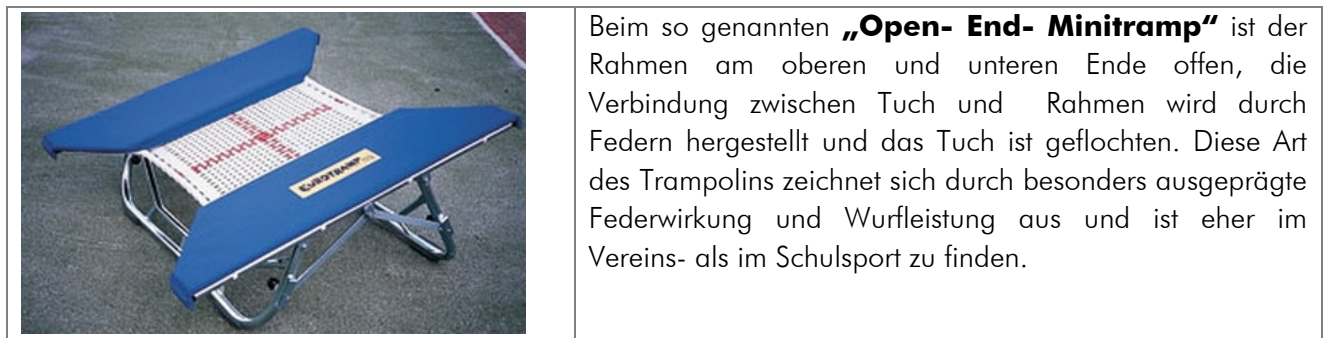 EUROTRAMP
Beim so genannten „Open- End- Minitramp“ ist der
Rahmen am oberen und unteren Ende offen, die
Verbindung zwischen Tuch und Rahmen wird durch
Federn hergestellt und das Tuch ist geflochten. Diese Art
des Trampolins zeichnet sich durch besonders ausgeprägte
Federwirkung und Wurfleistung aus und ist eher im
Vereins- als im Schulsport zu finden.